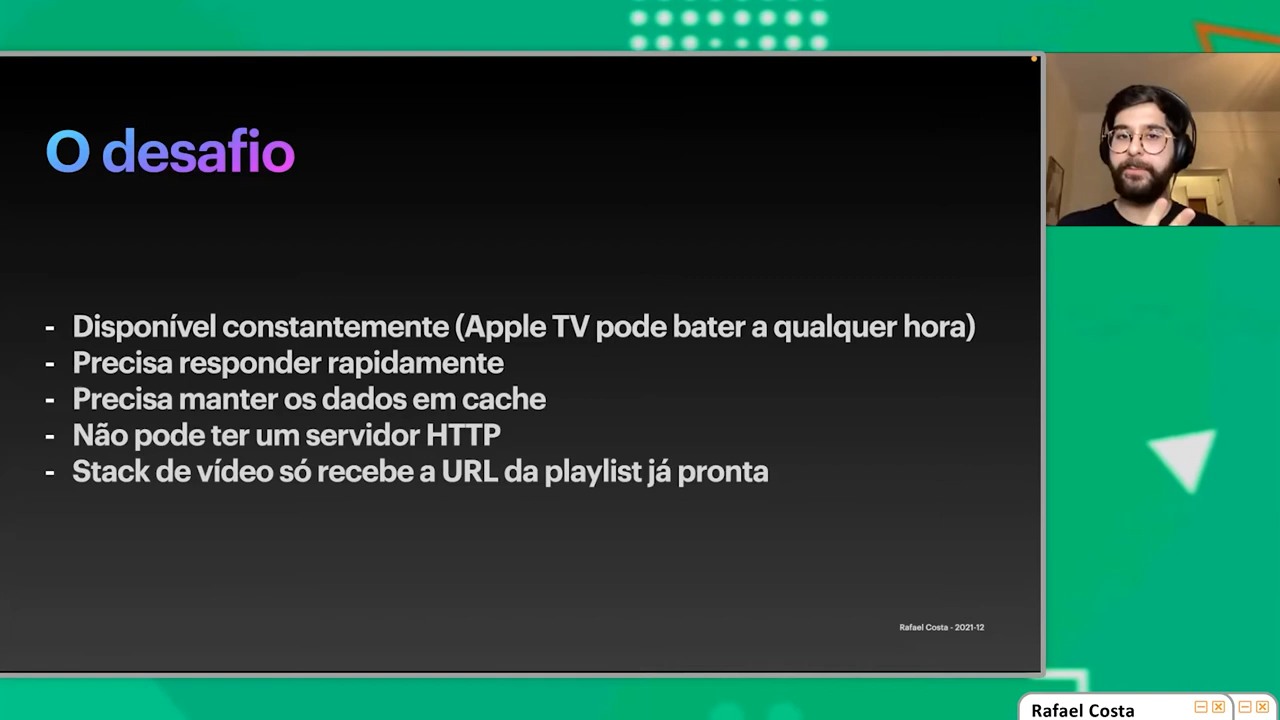 O desafio
- Disponível constantemente (Apple TV pode bater a qualquer hora)
- Precisa responder rapidamente
- Precisa manter os dados em cache
- Não pode ter um servidor HTTP
- Stack de vídeo só recebe a URL da playlist já pronta
Rafael Costa - 2021-12
Rafael Costa